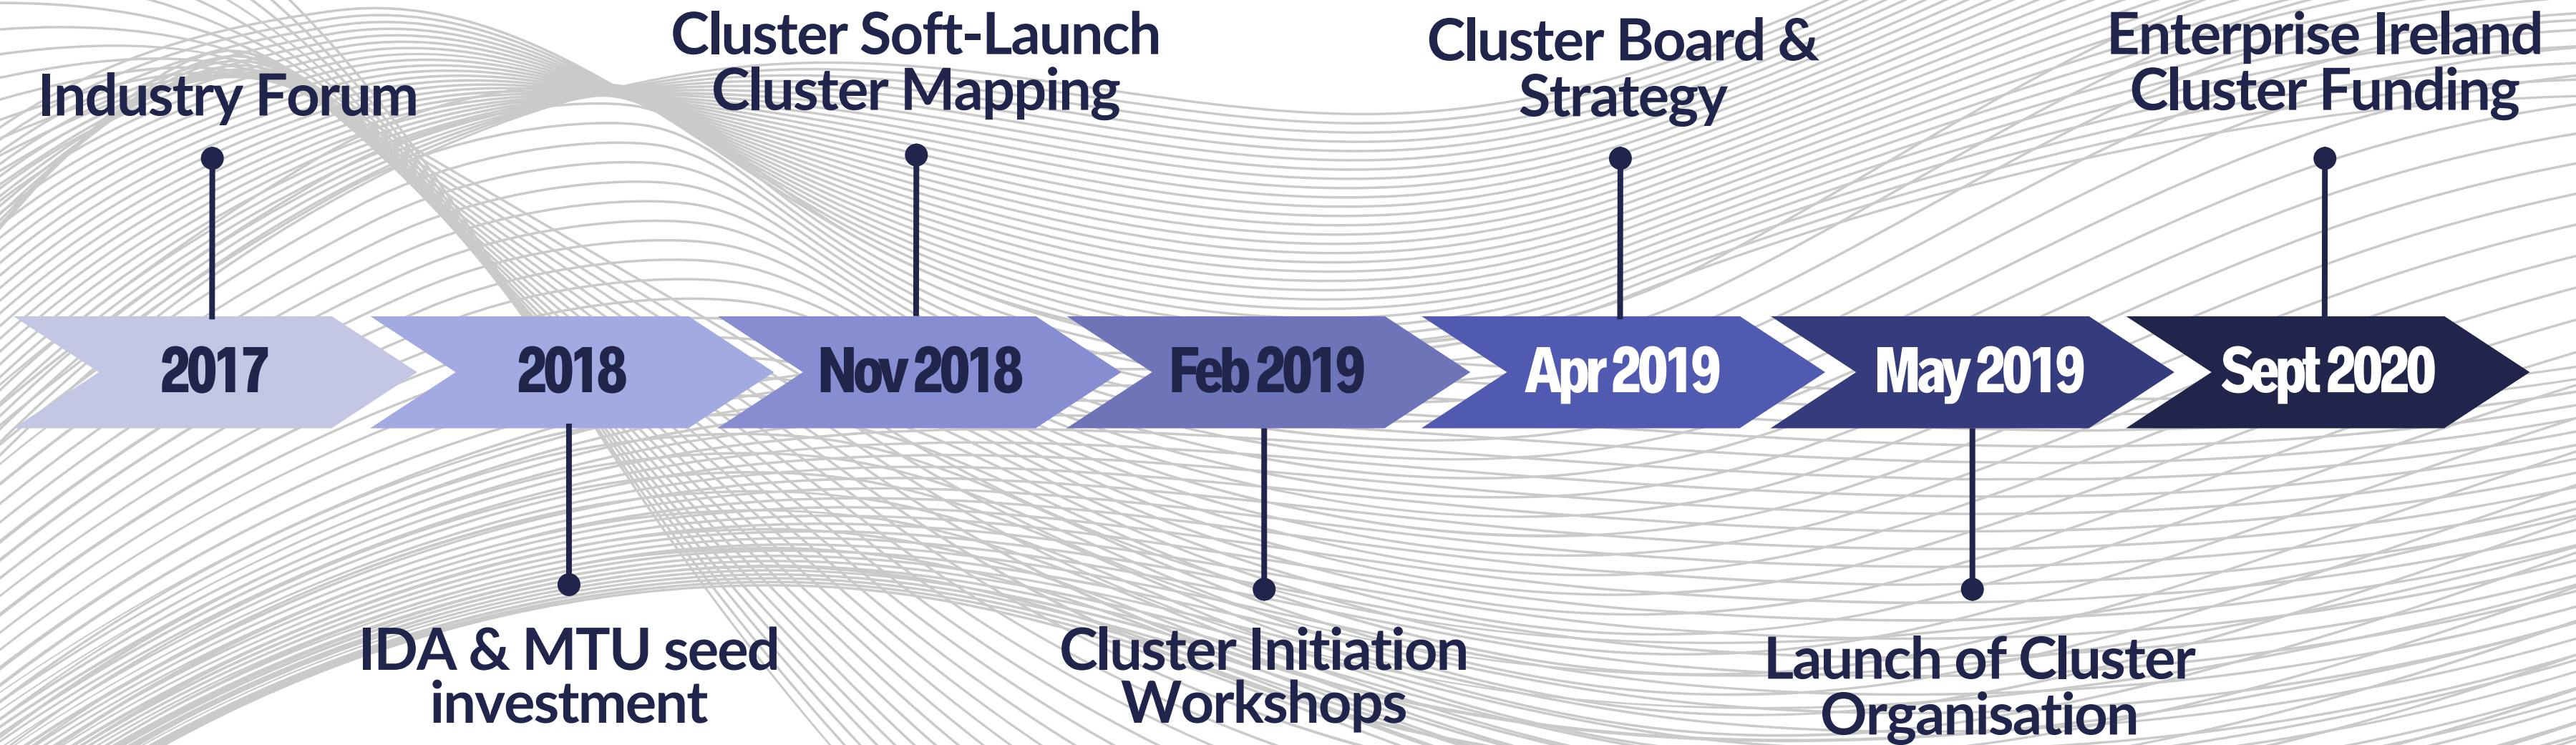 Industry Forum
Cluster Soft-Launch
Cluster Mapping
Cluster Board &
Strategy
Enterprise Ireland
Cluster Funding
2017
2018
Nov 2018
Feb 2019
Apr 2019
May 2019
Sept 2020
IDA & MTU seed
investment
Cluster Initiation
Workshops
Launch of Cluster
Organisation